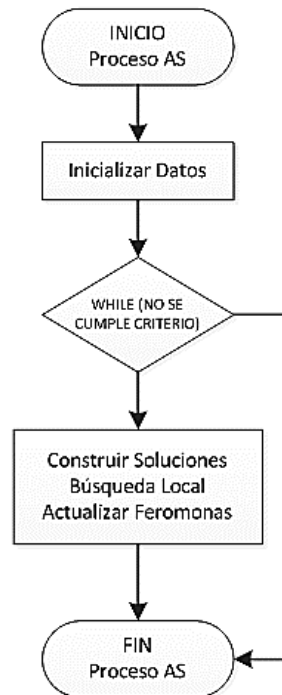 INICIO
Proceso AS
Inicializar Datos
WHILE (NO SE
CUMPLE CRITERIO)
Construir Soluciones
Búsqueda Local
Actualizar Feromonas
FIN
Proceso AS